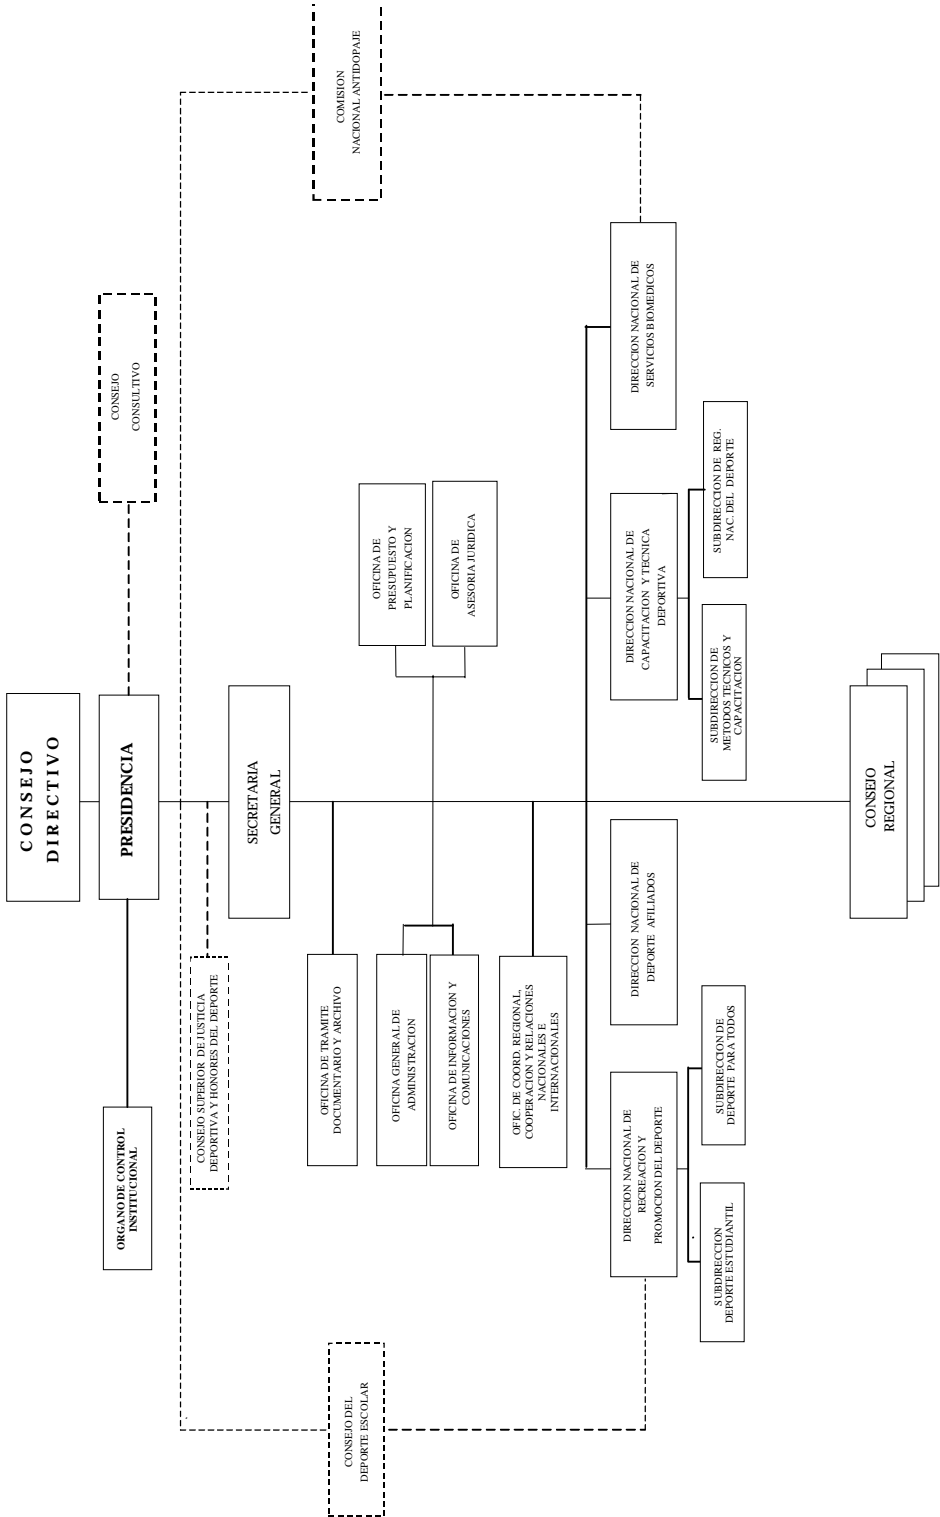 CONSEJO
DIRECTIVO
PRESIDENCIA
CONSEJO
CONSULTIVO
ORGANO DE CONTROL
INSTITUCIONAL
CONSEJO SUPERIOR DE JUSTICIA
DEPORTIVA Y HONORES DEL DEPORTE
SECRETARIA
GENERAL
CONSEJO DEL
DEPORTE ESCOLAR
COMISION
NACIONAL ANTIDOPAJE
OFICINA DE TRAMITE
DOCUMENTARIO Y ARCHIVO
OFICINA GENERAL DE
ADMINISTRACION
OFICINA DE INFORMACION Y
COMUNICACIONES
OFICINA DE
PRESUPUESTO Y
PLANIFICACION
OFICINA DE
ASESORIA JURIDICA
OFIC. DE COORD. REGIONAL,
COOPERACION Y RELACIONES
NACIONALES E
INTERNACIONALES
DIRECCION NACIONAL DE
RECREACION Y
PROMOCION DEL DEPORTE
DIRECCION NACIONAL DE
DEPORTE AFILIADOS
DIRECCION NACIONAL DE
CAPACITACION Y TECNICA
DEPORTIVA
DIRECCION NACIONAL DE
SERVICIOS BIOMEDICOS
SUBDIRECCION
DEPORTE ESTUDIANTIL
SUBDIRECCION DE
DEPORTE PARA TODOS
SUBDIRECCION DE
METODOS TECNICOS Y
CAPACITACION
SUBDIRECCION DE REG.
NAC. DEL DEPORTE
CONSEJO
REGIONAL